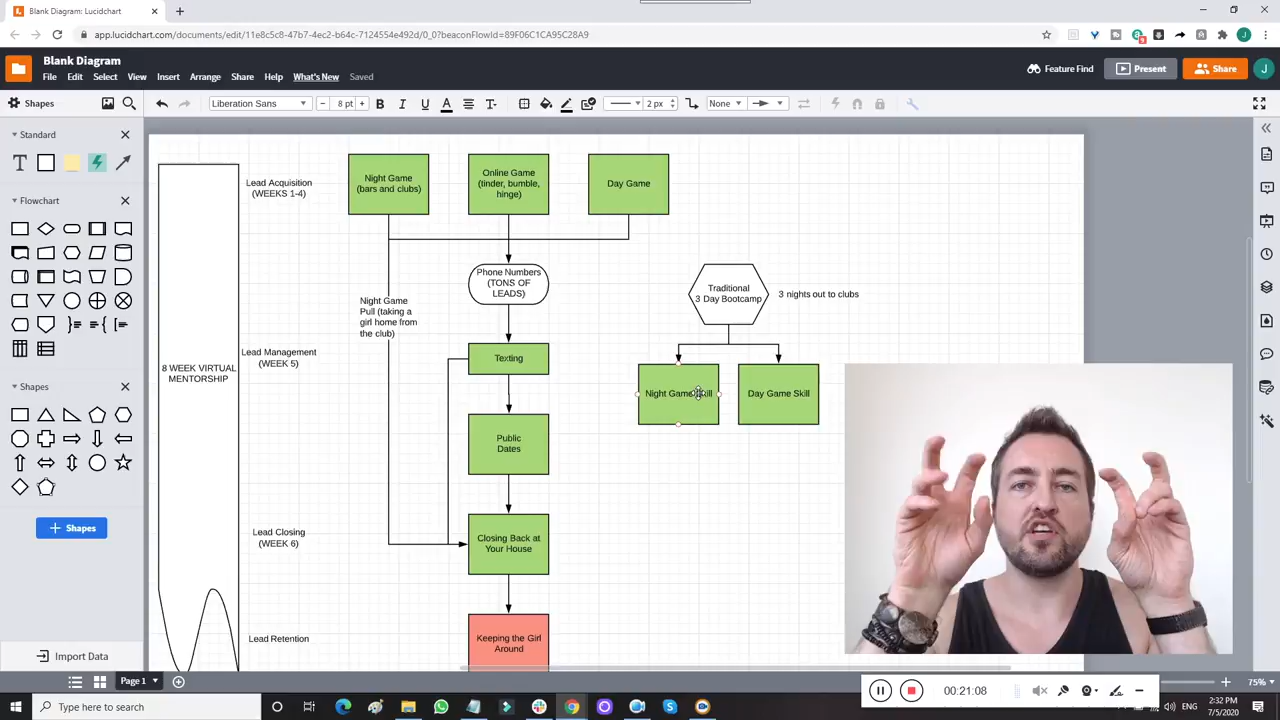 Blank Diagram: Lucidchart
app.lucidchart.com/documents/edit/11e8c5c8-47b7-4ec2-b64c-7124554e492d/0_0?beaconFlowId=89F06C1CA95C28A9
J
Blank Diagram
File Edit Select View Insert Arrange Share Help What's New Saved
Feature Find
Present
Share
J
Shapes
Liberation Sans
8 pt
B I U A T
2 px
None
Standard
T
Flowchart
Shapes
+ Shapes
Import Data
Lead Acquisition
(WEEKS 1-4)
Night Game
(bars and clubs)
Online Game
(tinder, bumble,
hinge)
Day Game
Phone Numbers
(TONS OF
LEADS)
Night Game
Pull (taking a
girl home from
the club)
Traditional
3 Day Bootcamp
3 nights out to clubs
Lead Management
(WEEK 5)
Texting
8 WEEK VIRTUAL
MENTORSHIP
Night Game Skill
Day Game Skill
Public
Dates
Lead Closing
(WEEK 6)
Closing Back at
Your House
Lead Retention
Keeping the Girl
Around
Page 1
75%
00:21:08
Type here to search
ENG
2:32 PM
7/5/2020